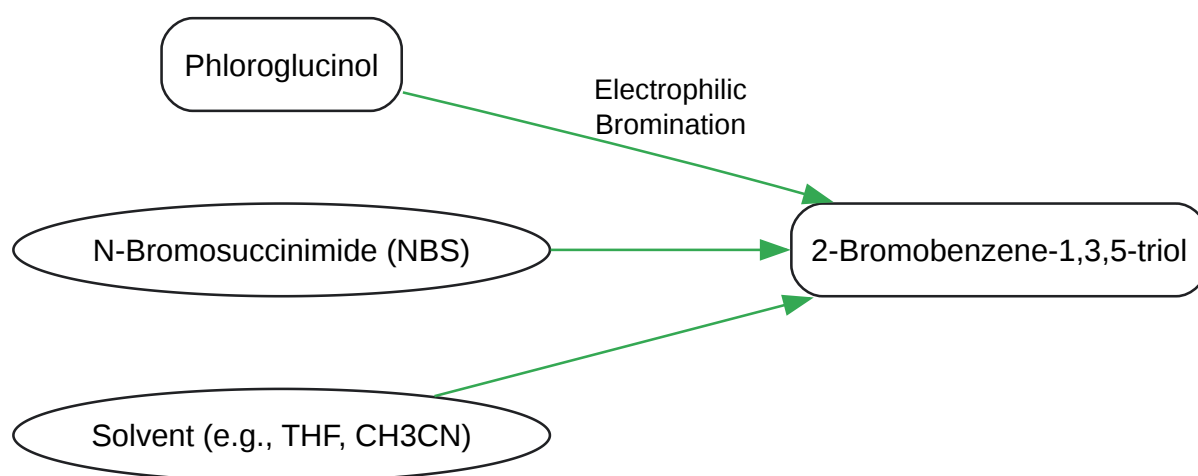 Phloroglucinol
Electrophilic
Bromination
N-Bromosuccinimide (NBS)
2-Bromobenzene-1,3,5-triol
Solvent (e.g., THF, CH3CN)